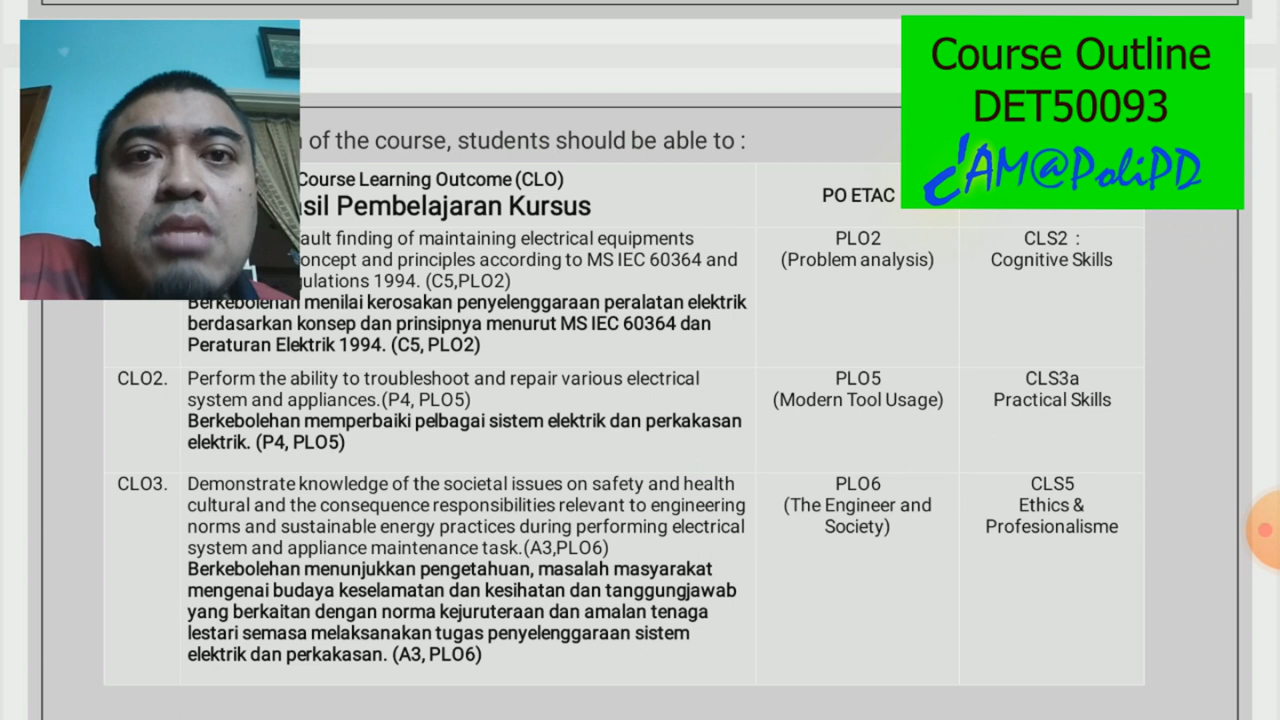 Course Outline
DET50093
JAM@PoliPD
of the course, students should be able to :
Course Learning Outcome (CLO)
Pembelajaran Kursus
PO ETAC
finding of maintaining electrical equipments
and principles according to MS IEC 60364 and
1994. (C5,PLO2)
Berkebolehan menilai kerosakan penyelenggaraan peralatan elektrik
berdasarkan konsep dan prinsipnya menurut MS IEC 60364 dan
Peraturan Elektrik 1994. (C5, PLO2)
PLO2
(Problem analysis)
CLS2 :
Cognitive Skills
CLO2.
Perform the ability to troubleshoot and repair various electrical
system and appliances.(P4, PLO5)
Berkebolehan memperbaiki pelbagai sistem elektrik dan perkakasan
elektrik. (P4, PLO5)
PLO5
(Modern Tool Usage)
CLS3a
Practical Skills
CLO3.
Demonstrate knowledge of the societal issues on safety and health
cultural and the consequence responsibilities relevant to engineering
norms and sustainable energy practices during performing electrical
system and appliance maintenance task.(A3,PLO6)
Berkebolehan menunjukkan pengetahuan, masalah masyarakat
mengenai budaya keselamatan dan kesihatan dan tanggungjawab
yang berkaitan dengan norma kejuruteraan dan amalan tenaga
lestari semasa melaksanakan tugas penyelenggaraan sistem
elektrik dan perkakasan. (A3, PLO6)
PLO6
(The Engineer and
Society)
CLS5
Ethics &
Profesionalisme